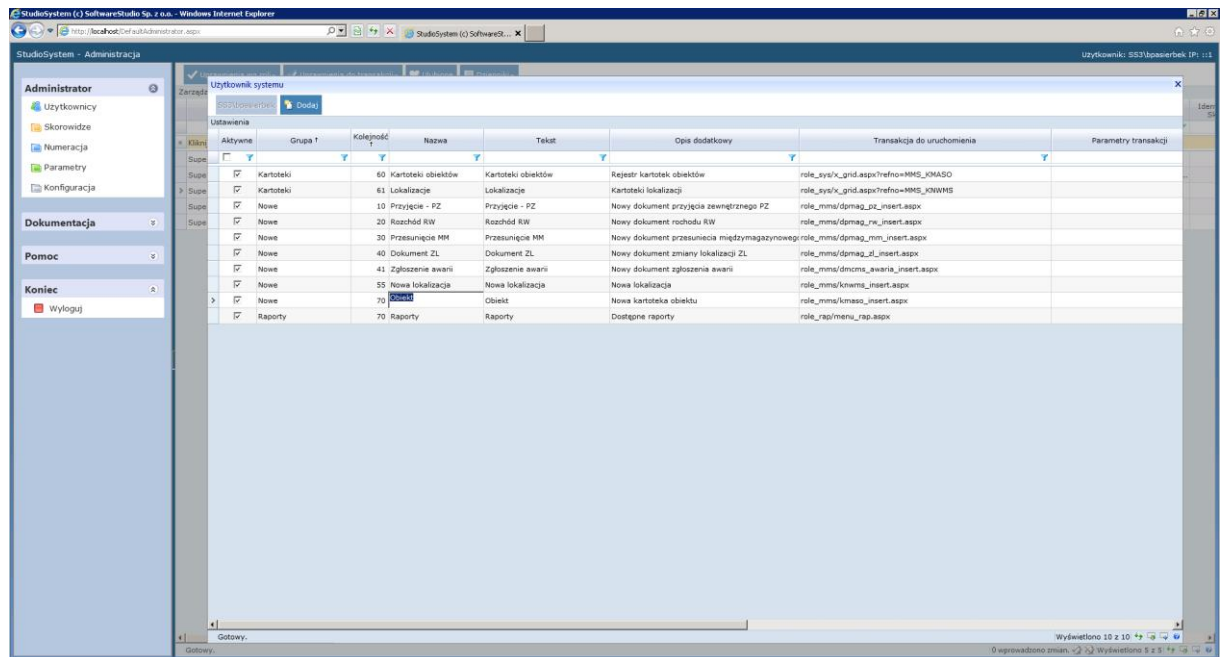 StudioSystem (c) SoftwareStudio Sp. z o.o. - Windows Internet Explorer
http://localhost/DefaultAdministrator.aspx
StudioSystem (c) SoftwareSt...
StudioSystem - Administracja
Użytkownik: SS3\bpasierbek IP: ::1
Administrator
Użytkownicy
Skorowidze
Numeracja
Parametry
Konfiguracja
Dokumentacja
Pomoc
Koniec
Wyloguj
Użytkownik systemu
SS3\bpasierbek Dodaj
Ustawienia
Aktywne Grupa Kolejność Nazwa Tekst Opis dodatkowy Transakcja do uruchomienia Parametry transakcji
Kartoteki 60 Kartoteki obiektów Kartoteki obiektów Rejestr kartotek obiektów role_sys/x_grid.aspx?refno=MMS_KMASO
Kartoteki 61 Lokalizacje Lokalizacje Kartoteki lokalizacji role_sys/x_grid.aspx?refno=MMS_KNWMS
Nowe 10 Przyjęcie - PZ Przyjęcie - PZ Nowy dokument przyjęcia zewnętrznego PZ role_mms/dpmag_pz_insert.aspx
Nowe 20 Rozchód RW Rozchód RW Nowy dokument rochodu RW role_mms/dpmag_rw_insert.aspx
Nowe 30 Przesunięcie MM Przesunięcie MM Nowy dokument przesuniecia międzymagazynowego role_mms/dpmag_mm_insert.aspx
Nowe 40 Dokument ZL Dokument ZL Nowy dokument zmiany lokalizacji ZL role_mms/dpmag_zl_insert.aspx
Nowe 41 Zgłoszenie awarii Zgłoszenie awarii Nowy dokument zgłoszenia awarii role_mms/dmcms_awaria_insert.aspx
Nowe 55 Nowa lokalizacja Nowa lokalizacja Nowa lokalizacja role_mms/knwms_insert.aspx
Nowe 70 Obiekt Obiekt Nowa kartoteka obiektu role_mms/kmaso_insert.aspx
Raporty 70 Raporty Raporty Dostępne raporty role_rap/menu_rap.aspx
Gotowy.
Wyświetlono 10 z 10
Gotowy.
0 wprowadzono zmian.
Wyświetlono 5 z 5